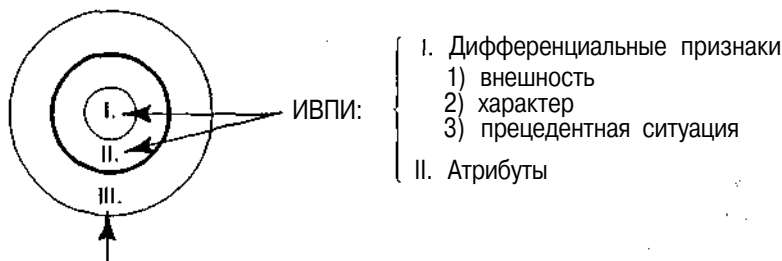 I. Дифференциальные признаки
1) внешность
I. ИВПИ: 2) характер
3) прецедентная ситуация
II.
II. Атрибуты
III.